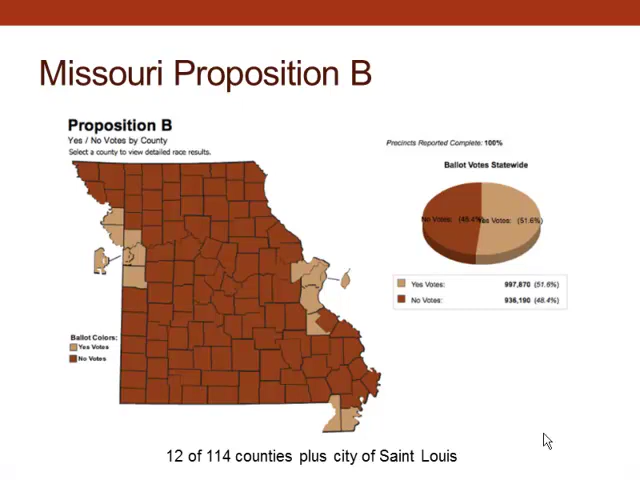 Missouri Proposition B
Proposition B
Yes / No Votes by County
Select a county to view detailed race results.
Precincts Reported Complete: 100%
Ballot Votes Statewide
No Votes: (48.4%
Yes Votes: (51.6%)
Yes Votes: 997,870 (51.6%)
No Votes: 936,190 (48.4%)
Ballot Colors:
Yes Votes
No Votes
12 of 114 counties plus city of Saint Louis